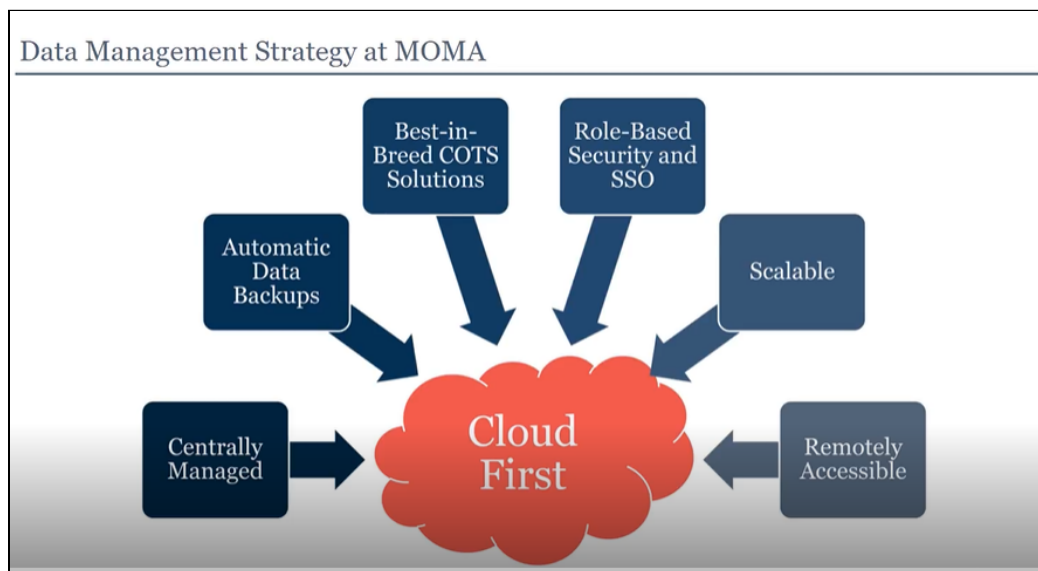 Data Management Strategy at MOMA
Best-in-
Breed COTS
Solutions
Role-Based
Security and
SSO
Automatic
Data
Backups
Scalable
Centrally
Managed
Cloud
First
Remotely
Accessible